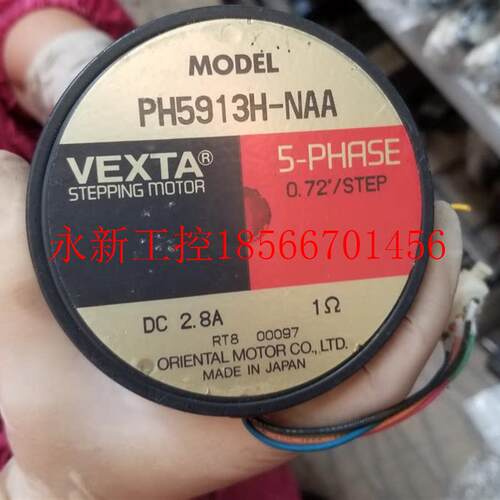 MODEL
PH5913H-NAA
VEXTA®
STEPPING MOTOR
5-PHASE
0.72°/STEP
永新工控18566701456
DC 2.8A
1Ω
RT8 00097
ORIENTAL MOTOR CO., LTD.
MADE IN JAPAN